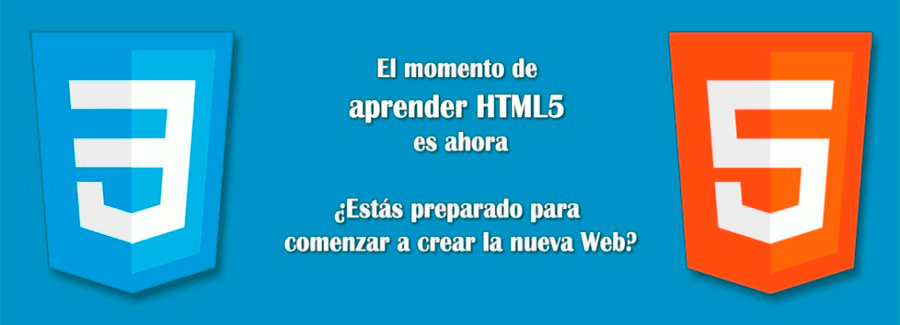 3
El momento de
aprender HTML5
es ahora
¿Estás preparado para
comenzar a crear la nueva Web?
5